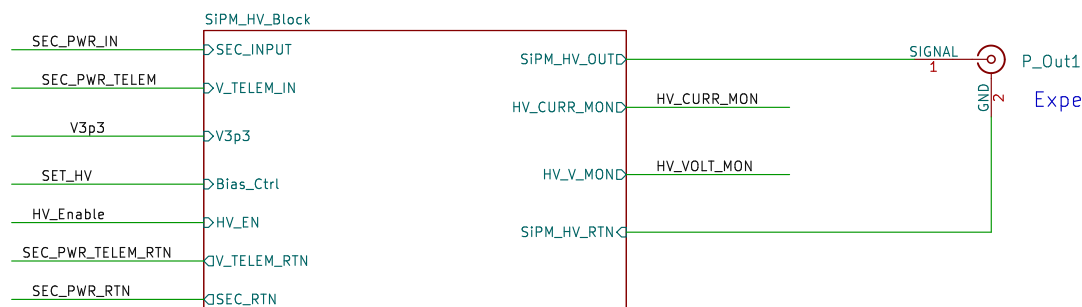 SiPM_HV_Block
SEC_PWR_IN
SEC_INPUT
SiPM_HV_OUT
SIGNAL
1
P_Out1
SEC_PWR_TELEM
V_TELEM_IN
HV_CURR_MON
HV_CURR_MON
GND
2
Expe
V3p3
V3p3
SET_HV
Bias_Ctrl
HV_V_MON
HV_VOLT_MON
HV_Enable
HV_EN
SiPM_HV_RTN
SEC_PWR_TELEM_RTN
V_TELEM_RTN
SEC_PWR_RTN
SEC_RTN